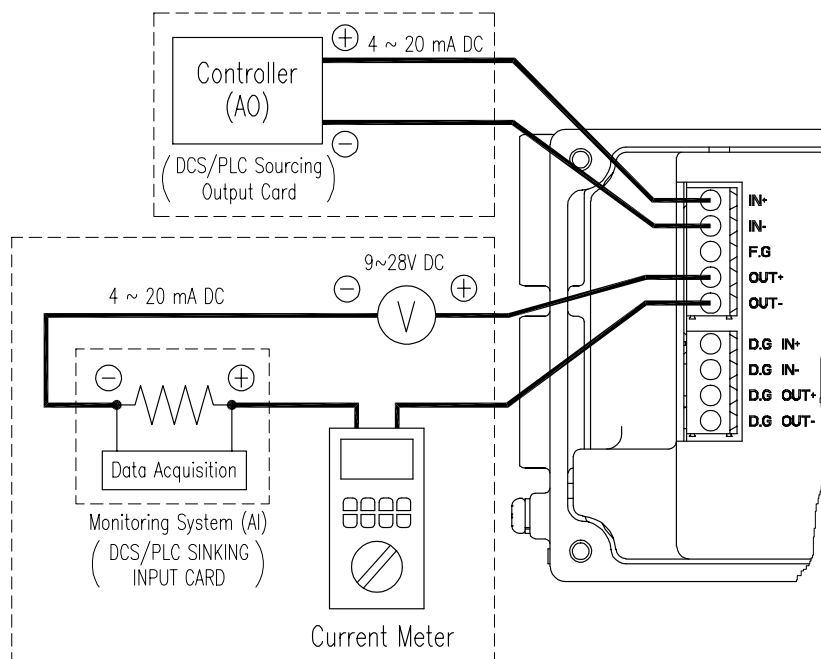 4 ~ 20 mA DC
Controller
(AO)
(DCS/PLC Sourcing
Output Card)
IN+
IN-
F.G
OUT+
OUT-
D.G IN+
D.G IN-
D.G OUT+
D.G OUT-
9~28V DC
4 ~ 20 mA DC
V
Data Acquisition
Monitoring System (AI)
(DCS/PLC SINKING
INPUT CARD)
Current Meter